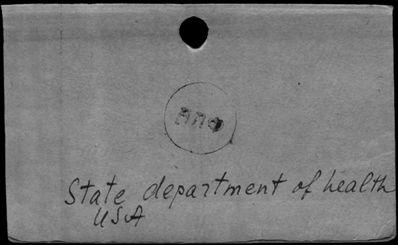 State department of health
USA